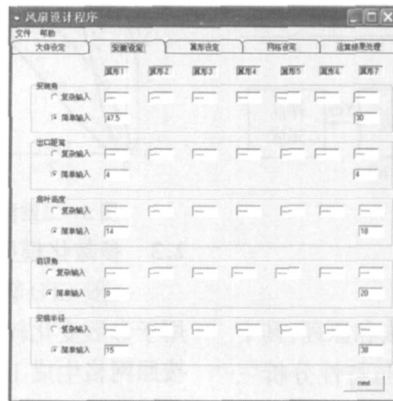 风扇设计程序
文件 帮助
大体设定 安装设定 翼形设定 网格设定 运算结果处理
翼形1 翼形2 翼形3 翼形4 翼形5 翼形6 翼形7
安装角
复杂输入 ---- ---- ---- ---- ---- ---- ----
简单输入 47.5 30
出口距离
复杂输入 ---- ---- ---- ---- ---- ---- ----
简单输入 4 4
扇叶高度
复杂输入 ---- ---- ---- ---- ---- ---- ----
简单输入 14 18
复杂输入 ---- ---- ---- ---- ---- ---- ----
简单输入 0 20
安装半径
复杂输入 ---- ---- ---- ---- ---- ---- ----
简单输入 15 38
next